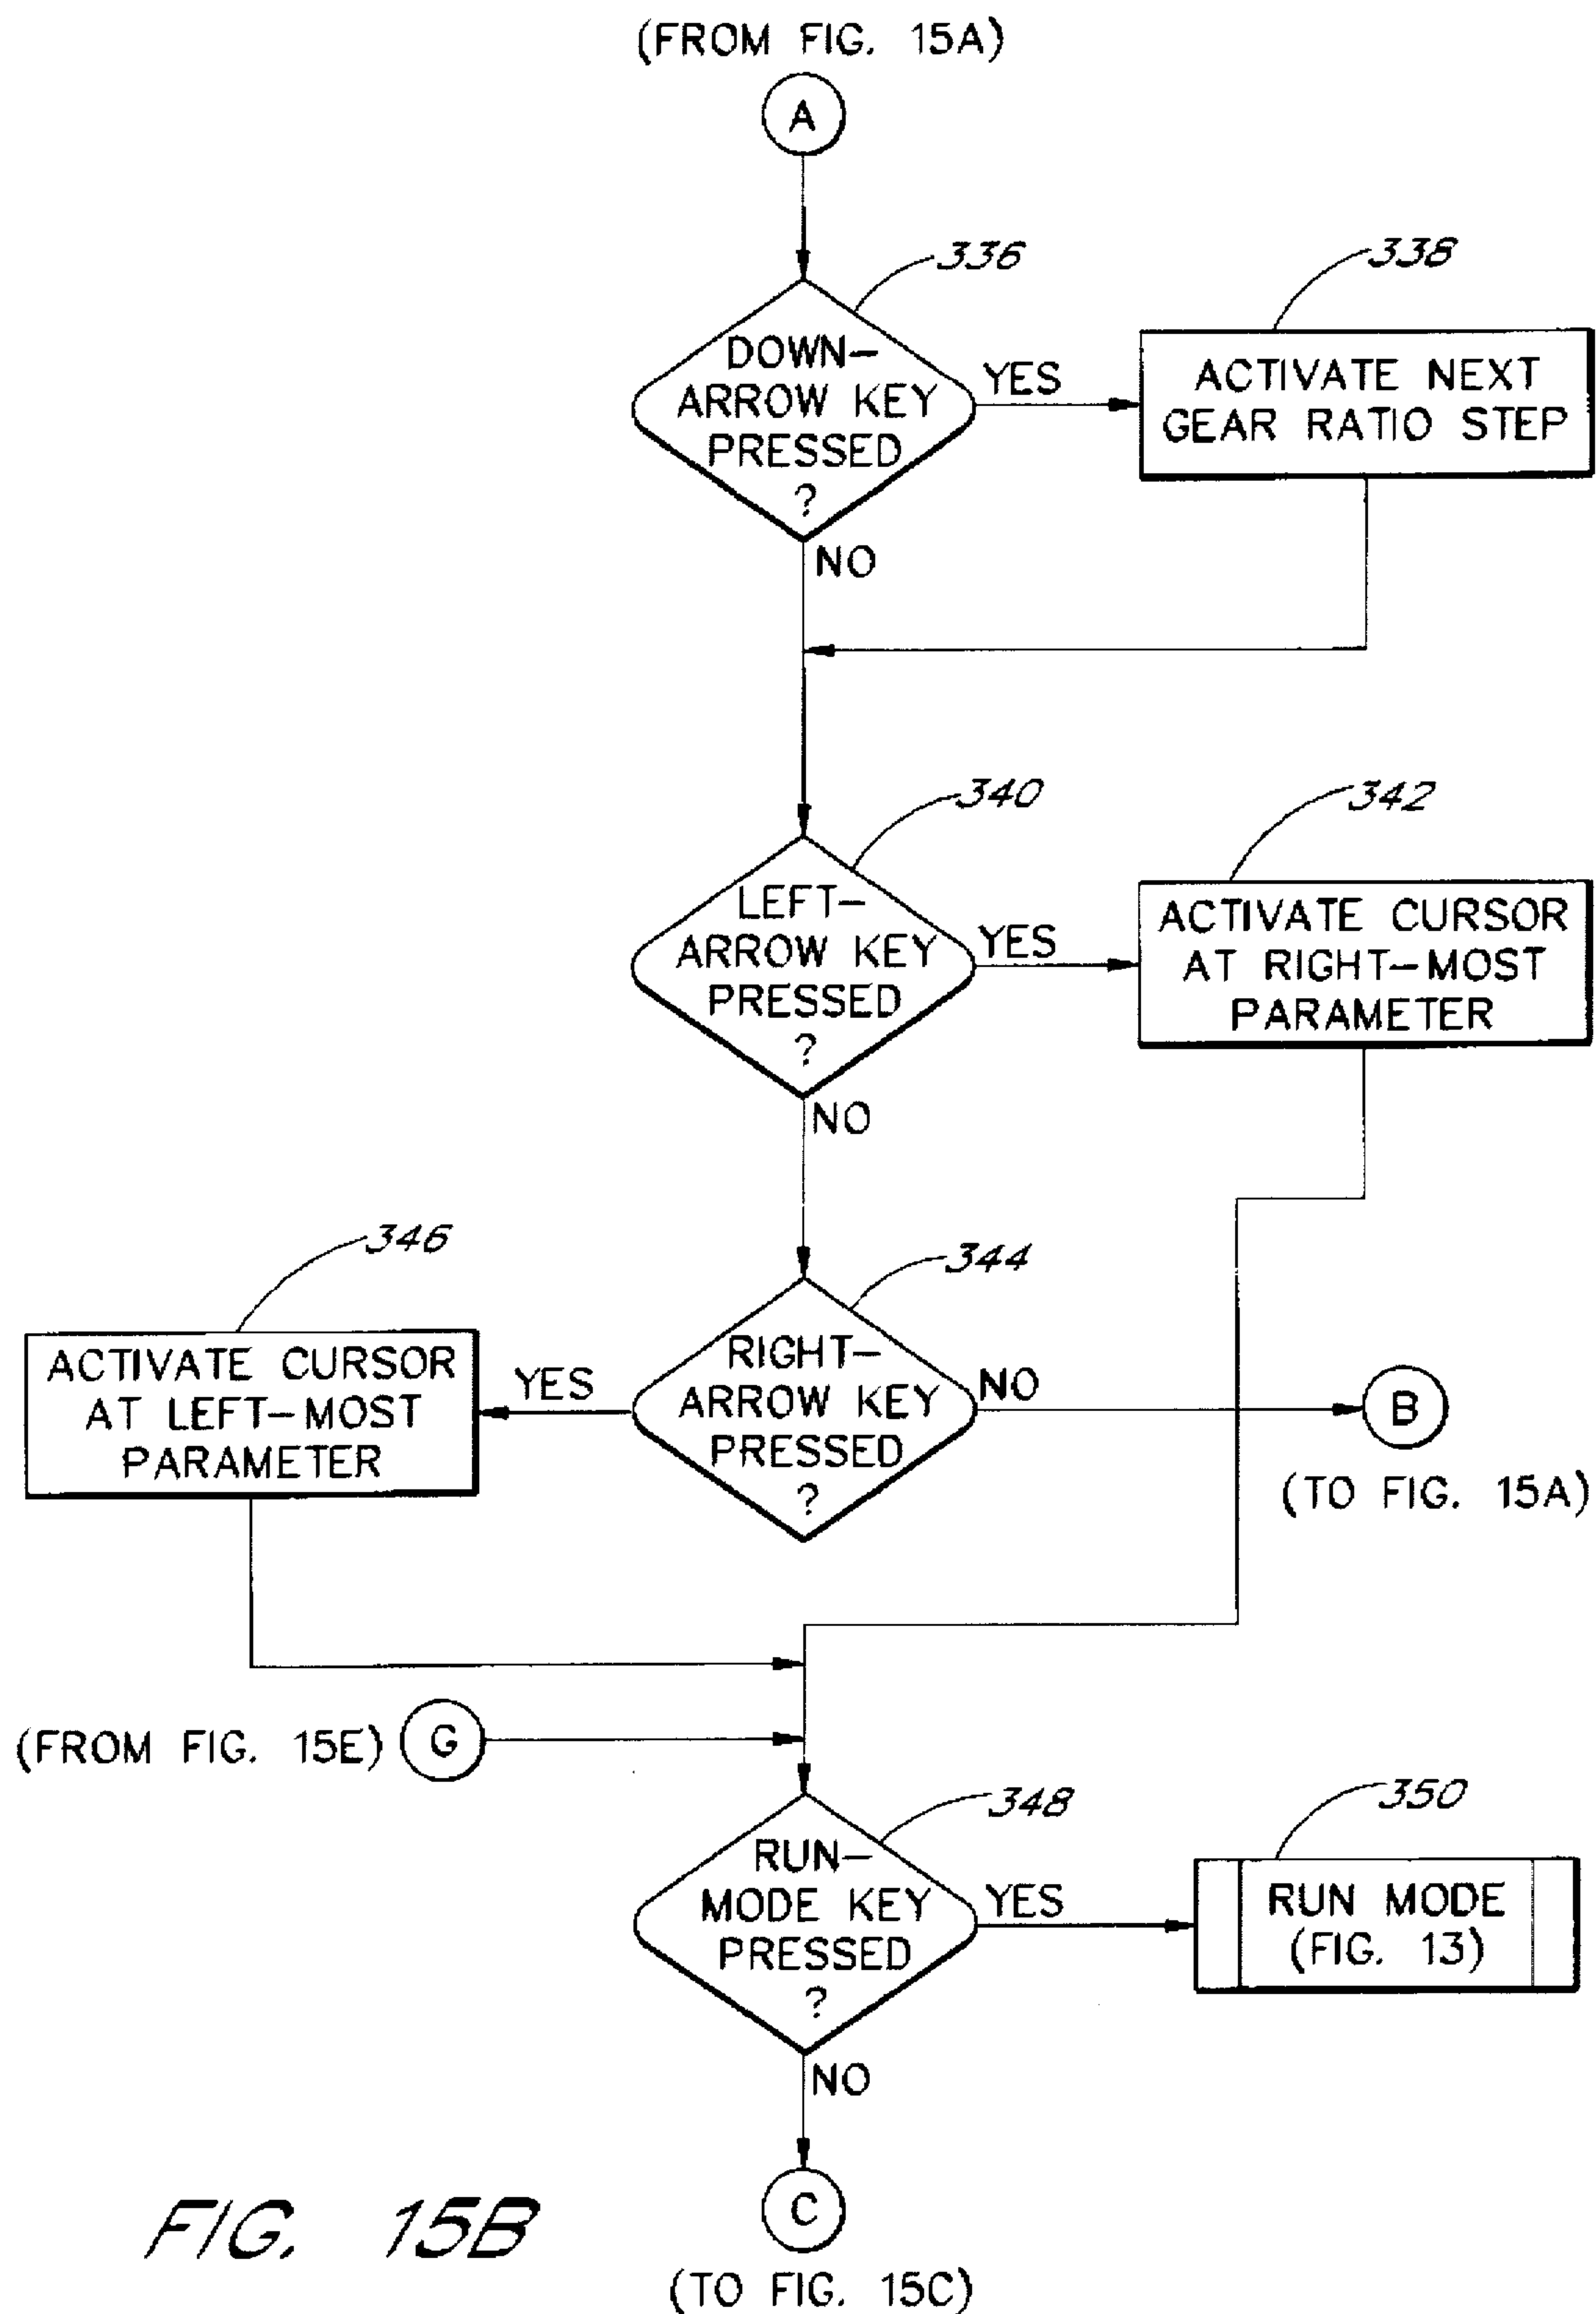 (FROM FIG. 15A)
A
336
338
DOWN-
ARROW KEY
PRESSED
?
YES
ACTIVATE NEXT
GEAR RATIO STEP
NO
340
342
LEFT-
ARROW KEY
PRESSED
?
YES
ACTIVATE CURSOR
AT RIGHT-MOST
PARAMETER
NO
346
344
ACTIVATE CURSOR
AT LEFT-MOST
PARAMETER
YES
RIGHT-
ARROW KEY
PRESSED
?
NO
B
(TO FIG. 15A)
(FROM FIG. 15E)
G
348
350
RUN-
MODE KEY
PRESSED
?
YES
RUN MODE
(FIG. 13)
NO
C
(TO FIG. 15C)
FIG. 15B